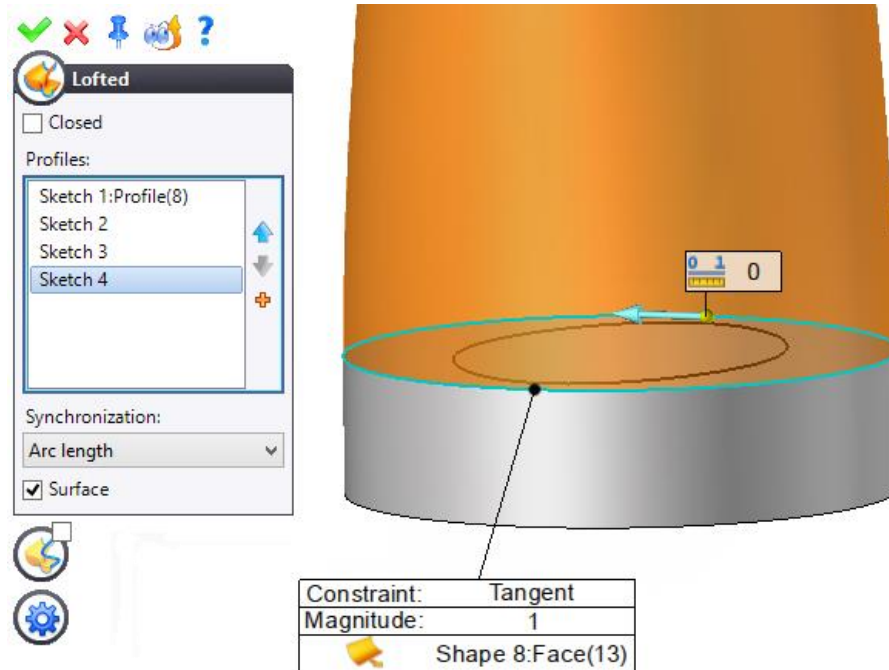 ?
Lofted
Closed
Profiles:
Sketch 1:Profile(8)
Sketch 2
Sketch 3
Sketch 4
Synchronization:
Arc length
Surface
0 1 0
Constraint: Tangent
Magnitude: 1
Shape 8:Face(13)